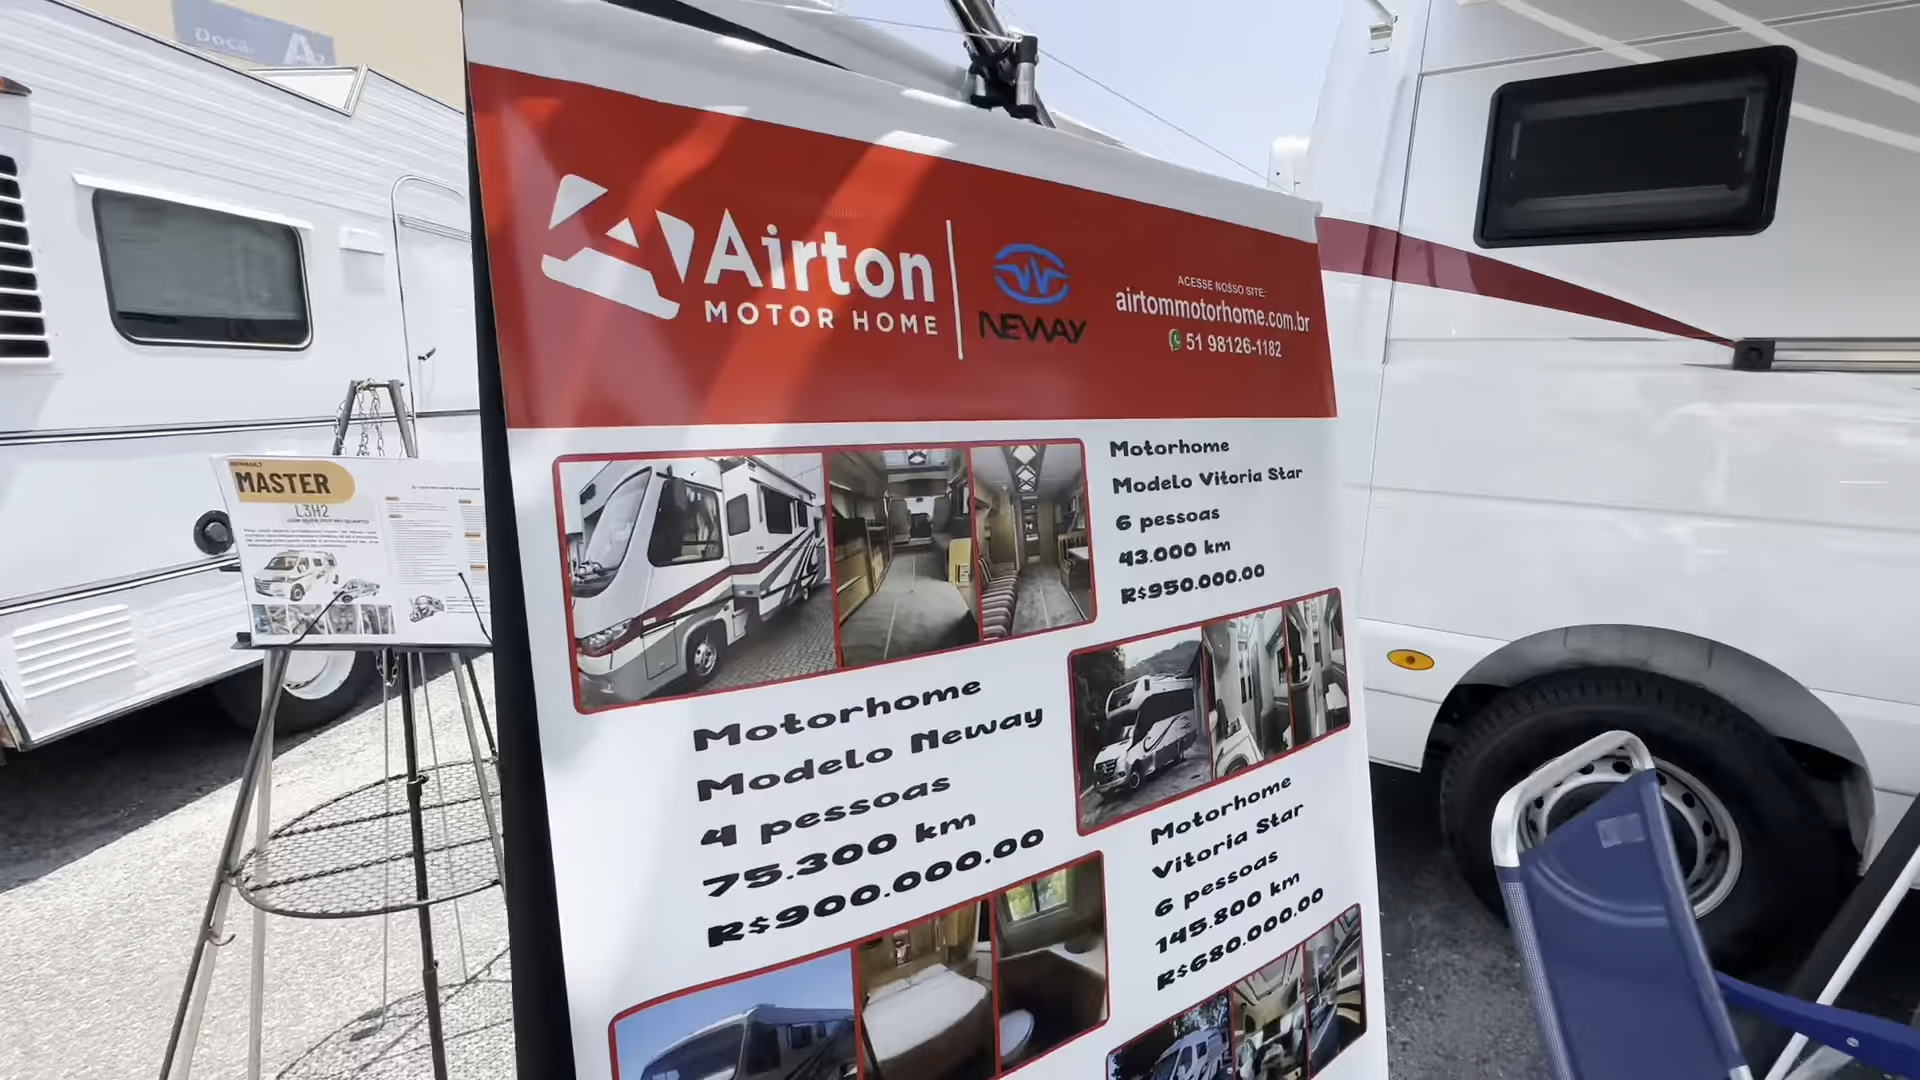 Doca
A
RENAULT
MASTER
L3H2
Airton
MOTOR HOME
NEWAY
ACESSE NOSSO SITE:
airtommotorhome.com.br
51 98126-1182
Motorhome
Modelo Vitoria Star
6 pessoas
43.000 km
R$950.000.00
Motorhome
Modelo Neway
4 pessoas
75.300 km
R$900.000.00
Motorhome
Vitoria Star
6 pessoas
145.800 km
R$680.000.00